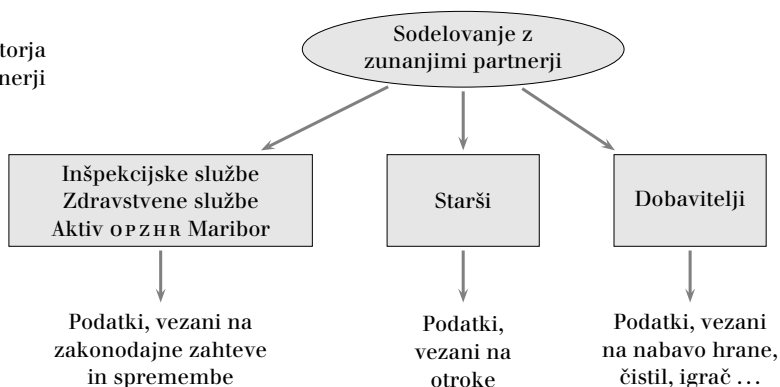 torja
nerji
Sodelovanje z
zunanjimi partnerji
Inšpekcijske službe
Zdravstvene službe
Aktiv OPZHR Maribor
Starši
Dobavitelji
Podatki, vezani na
zakonodajne zahteve
in spremembe
Podatki,
vezani na
otroke
Podatki, vezani
na nabavo hrane,
čistil, igrač ...